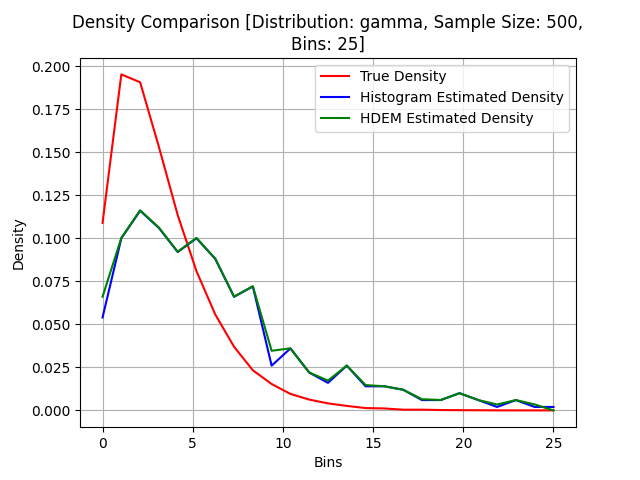 Density Comparison [Distribution: gamma, Sample Size: 500,
Bins: 25]
0.200
0.175
0.150
0.125
0.100
0.075
0.050
0.025
0.000
Density
True Density
Histogram Estimated Density
HDEM Estimated Density
0 5 10 15 20 25
Bins